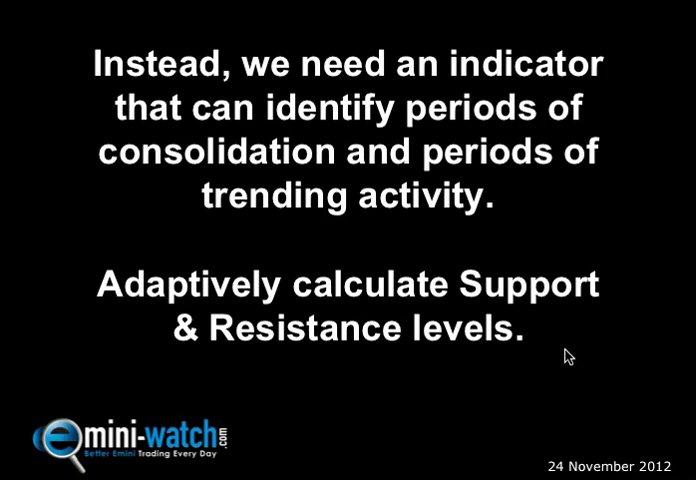 Instead, we need an indicator
that can identify periods of
consolidation and periods of
trending activity.
Adaptively calculate Support
& Resistance levels.
emini-watch.com
Better Emini Trading Every Day
24 November 2012